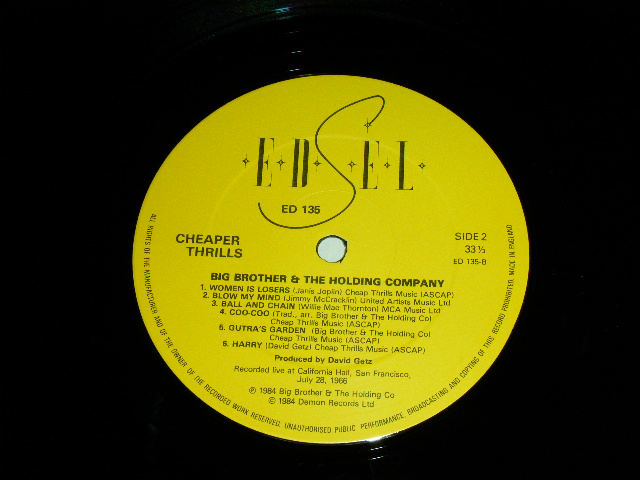 EDSEL
ED 135
CHEAPER
THRILLS
SIDE 2
33⅓
ED 135-B
BIG BROTHER & THE HOLDING COMPANY
1. WOMEN IS LOSERS (Janis Joplin) Cheap Thrills Music (ASCAP)
2. BLOW MY MIND (Jimmy McCracklin) United Artists Music Ltd
3. BALL AND CHAIN (Willie Mae Thornton) MCA Music Ltd
4. COO-COO (Trad., arr. Big Brother & The Holding Co)
Cheap Thrills Music (ASCAP)
5. GUTRA'S GARDEN (Big Brother & The Holding Co)
Cheap Thrills Music (ASCAP)
6. HARRY (David Getz) Cheap Thrills Music (ASCAP)
Produced by David Getz
Recorded live at California Hall, San Francisco,
July 28, 1966
℗ 1984 Big Brother & The Holding Co
© 1984 Demon Records Ltd
ALL RIGHTS OF THE MANUFACTURER AND OF THE OWNER OF THE RECORDED WORK RESERVED. UNAUTHORISED PUBLIC PERFORMANCE, BROADCASTING AND COPYING OF THIS RECORD PROHIBITED. MADE IN ENGLAND